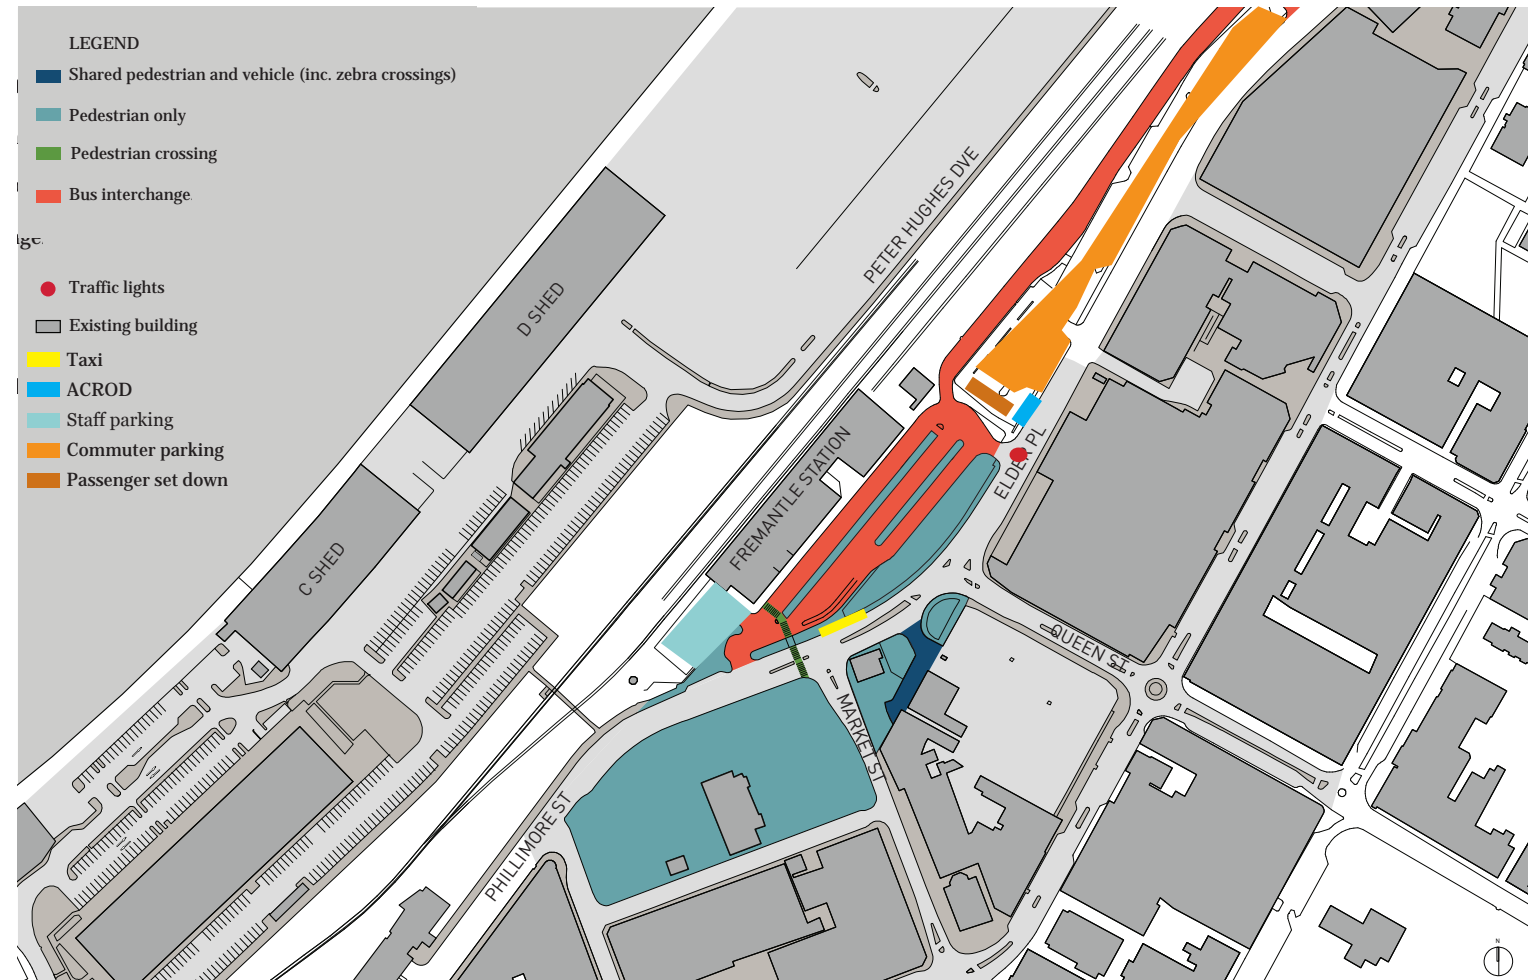 LEGEND
Shared pedestrian and vehicle (inc. zebra crossings)
Pedestrian only
Pedestrian crossing
Bus interchange
Traffic lights
Existing building
Taxi
ACROD
Staff parking
Commuter parking
Passenger set down
PETER HUGHES DVE
D SHED
C SHED
FREMANTLE STATION
ELDER PL
QUEEN ST
MARKET ST
PHILLIMORE ST
N